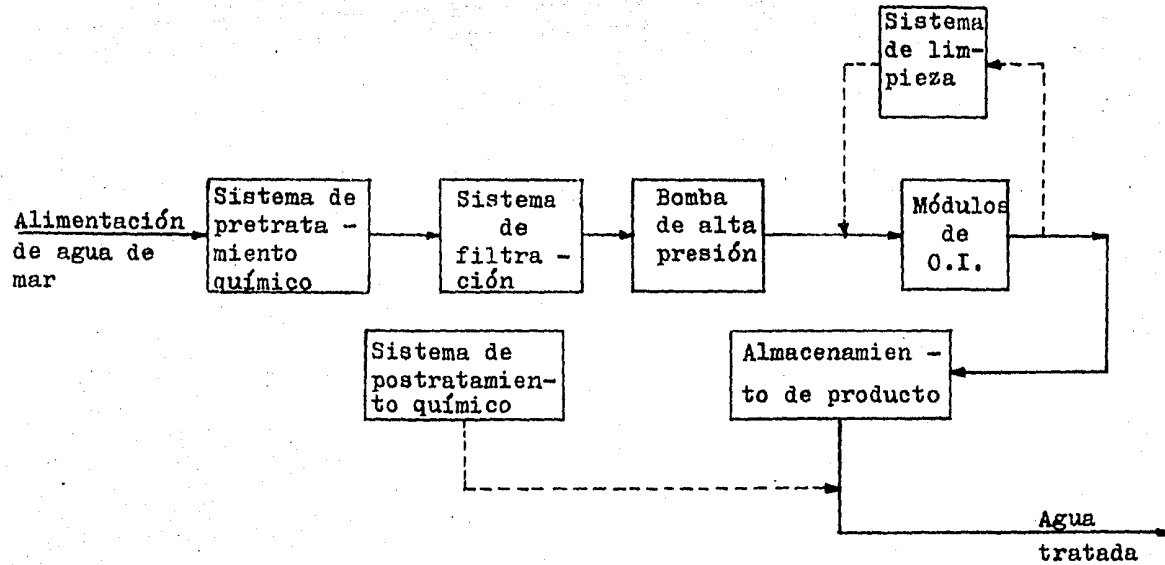 Sistema
de lim-
pieza
Alimentación
de agua de
mar
Sistema de
pretrata -
miento
químico
Sistema
de
filtra -
ción
Bomba
de alta
presión
Módulos
de
O.I.
Sistema de
postratamien-
to químico
Almacenamien -
to de producto
Agua
tratada